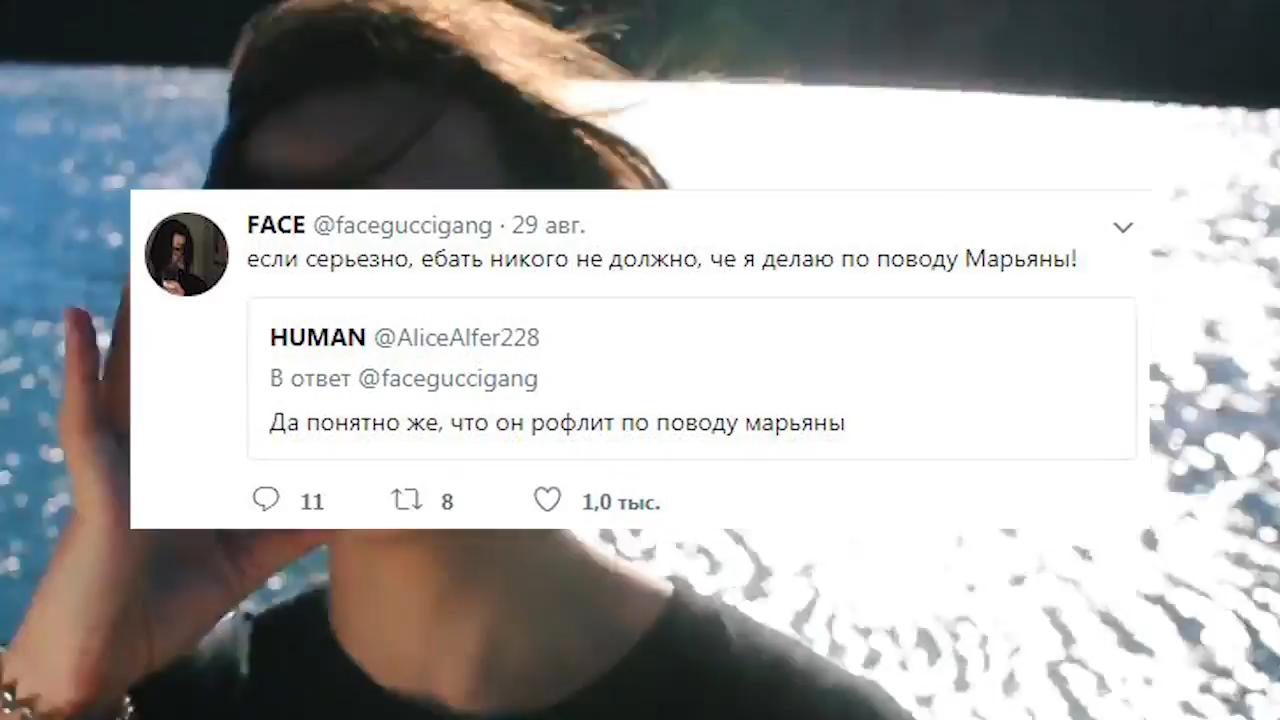 FACE @faceguccigang · 29 авг.
если серьезно, ебать никого не должно, че я делаю по поводу Марьяны!
HUMAN @AliceAlfer228
В ответ @faceguccigang
Да понятно же, что он рофлит по поводу марьяны
11 8 1,0 тыс.